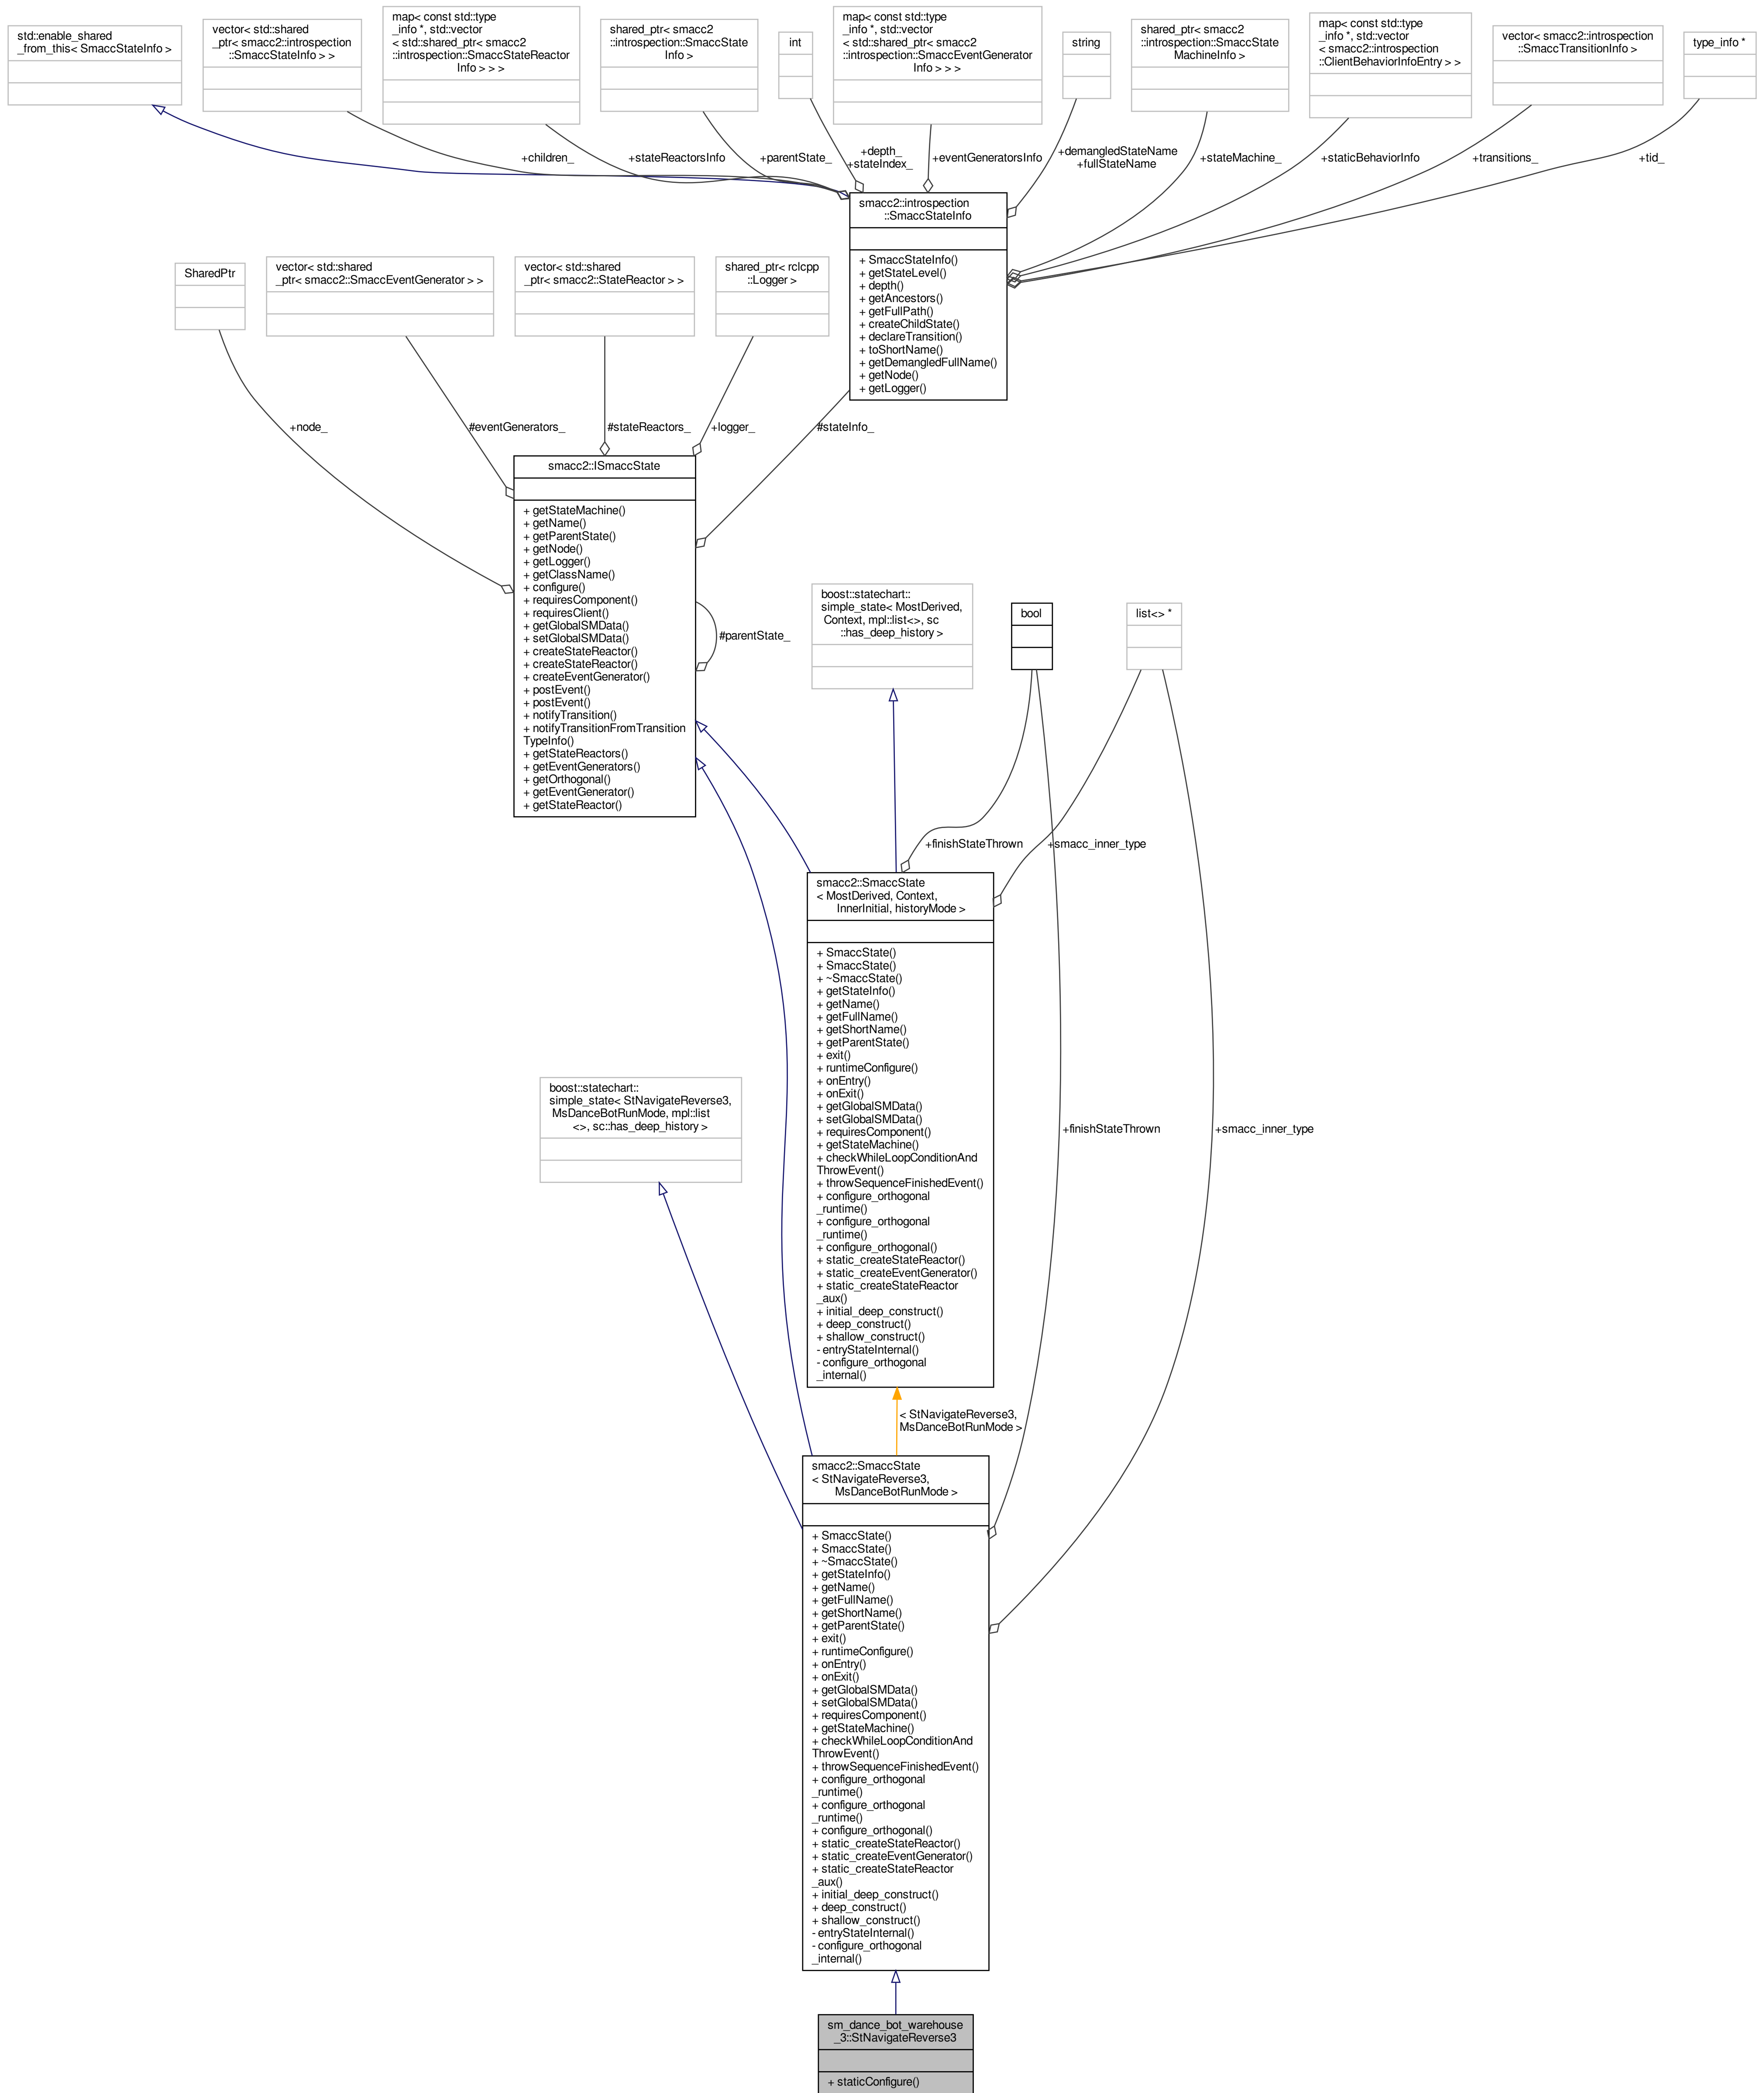 std::enable_shared
_from_this< SmaccStateInfo >
vector< std::shared
_ptr< smacc2::introspection
::SmaccStateInfo > >
map< const std::type
_info *, std::vector
< std::shared_ptr< smacc2
::introspection::SmaccStateReactor
Info > > >
shared_ptr< smacc2
::introspection::SmaccState
Info >
int
map< const std::type
_info *, std::vector
< std::shared_ptr< smacc2
::introspection::SmaccEventGenerator
Info > > >
string
shared_ptr< smacc2
::introspection::SmaccState
MachineInfo >
map< const std::type
_info *, std::vector
< smacc2::introspection
::ClientBehaviorInfoEntry > >
vector< smacc2::introspection
::SmaccTransitionInfo >
type_info *
+children_
+stateReactorsInfo
+parentState_
+depth_
+stateIndex_
+eventGeneratorsInfo
+demangledStateName
+fullStateName
+stateMachine_
+staticBehaviorInfo
+transitions_
+tid_
smacc2::introspection
::SmaccStateInfo
+ SmaccStateInfo()
+ getStateLevel()
+ depth()
+ getAncestors()
+ getFullPath()
+ createChildState()
+ declareTransition()
+ toShortName()
+ getDemangledFullName()
+ getNode()
+ getLogger()
SharedPtr
vector< std::shared
_ptr< smacc2::SmaccEventGenerator > >
vector< std::shared
_ptr< smacc2::StateReactor > >
shared_ptr< rclcpp
::Logger >
+node_
#eventGenerators_
#stateReactors_
+logger_
#stateInfo_
smacc2::ISmaccState
+ getStateMachine()
+ getName()
+ getParentState()
+ getNode()
+ getLogger()
+ getClassName()
+ configure()
+ requiresComponent()
+ requiresClient()
+ getGlobalSMData()
+ setGlobalSMData()
+ createStateReactor()
+ createStateReactor()
+ createEventGenerator()
+ postEvent()
+ postEvent()
+ notifyTransition()
+ notifyTransitionFromTransition
TypeInfo()
+ getStateReactors()
+ getEventGenerators()
+ getOrthogonal()
+ getEventGenerator()
+ getStateReactor()
#parentState_
boost::statechart::
simple_state< MostDerived,
Context, mpl::list<>, sc
::has_deep_history >
bool
list<> *
+finishStateThrown
+smacc_inner_type
smacc2::SmaccState
< MostDerived, Context,
InnerInitial, historyMode >
+ SmaccState()
+ SmaccState()
+ ~SmaccState()
+ getStateInfo()
+ getName()
+ getFullName()
+ getShortName()
+ getParentState()
+ exit()
+ runtimeConfigure()
+ onEntry()
+ onExit()
+ getGlobalSMData()
+ setGlobalSMData()
+ requiresComponent()
+ getStateMachine()
+ checkWhileLoopConditionAnd
ThrowEvent()
+ throwSequenceFinishedEvent()
+ configure_orthogonal
_runtime()
+ configure_orthogonal
_runtime()
+ configure_orthogonal()
+ static_createStateReactor()
+ static_createEventGenerator()
+ static_createStateReactor
_aux()
+ initial_deep_construct()
+ deep_construct()
+ shallow_construct()
- entryStateInternal()
- configure_orthogonal
_internal()
boost::statechart::
simple_state< StNavigateReverse3,
MsDanceBotRunMode, mpl::list
<>, sc::has_deep_history >
+finishStateThrown
+smacc_inner_type
< StNavigateReverse3,
MsDanceBotRunMode >
smacc2::SmaccState
< StNavigateReverse3,
MsDanceBotRunMode >
+ SmaccState()
+ SmaccState()
+ ~SmaccState()
+ getStateInfo()
+ getName()
+ getFullName()
+ getShortName()
+ getParentState()
+ exit()
+ runtimeConfigure()
+ onEntry()
+ onExit()
+ getGlobalSMData()
+ setGlobalSMData()
+ requiresComponent()
+ getStateMachine()
+ checkWhileLoopConditionAnd
ThrowEvent()
+ throwSequenceFinishedEvent()
+ configure_orthogonal
_runtime()
+ configure_orthogonal
_runtime()
+ configure_orthogonal()
+ static_createStateReactor()
+ static_createEventGenerator()
+ static_createStateReactor
_aux()
+ initial_deep_construct()
+ deep_construct()
+ shallow_construct()
- entryStateInternal()
- configure_orthogonal
_internal()
sm_dance_bot_warehouse
_3::StNavigateReverse3
+ staticConfigure()